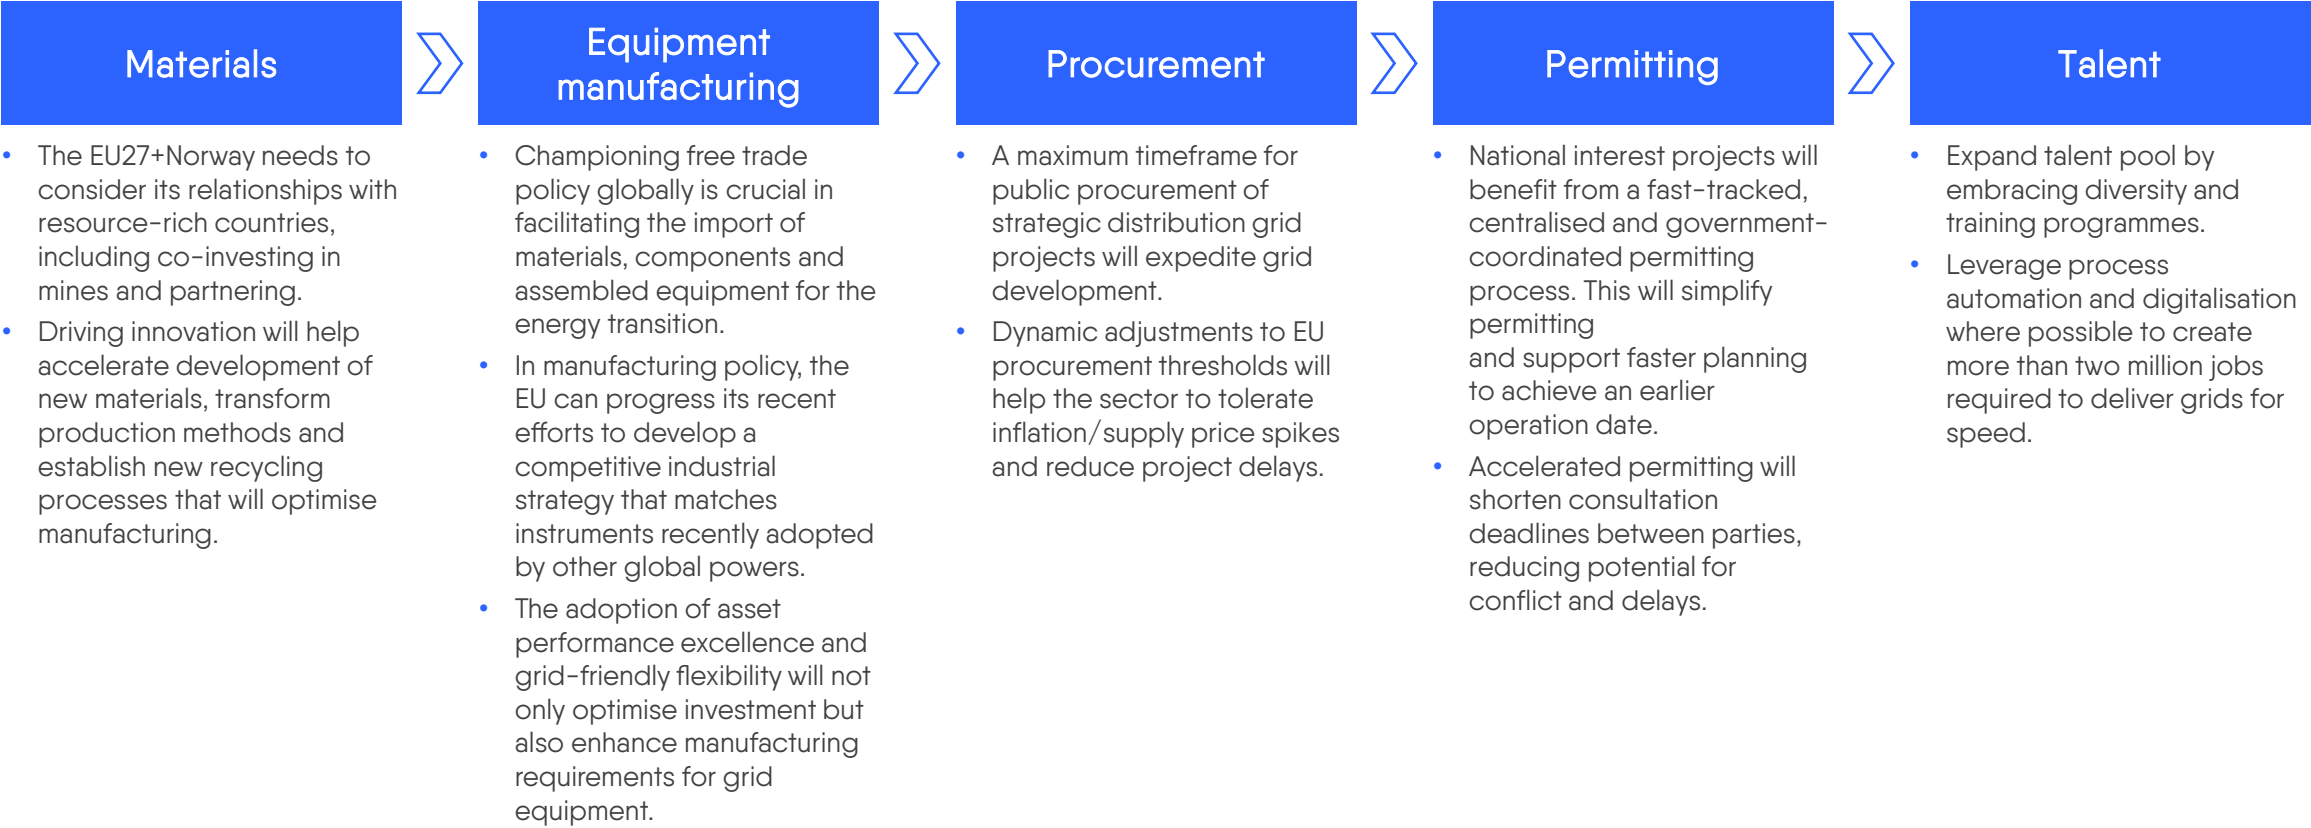 Materials
• The EU27+Norway needs to
consider its relationships with
resource-rich countries,
including co-investing in
mines and partnering.
• Driving innovation will help
accelerate development of
new materials, transform
production methods and
establish new recycling
processes that will optimise
manufacturing.
Equipment
manufacturing
• Championing free trade
policy globally is crucial in
facilitating the import of
materials, components and
assembled equipment for the
energy transition.
• In manufacturing policy, the
EU can progress its recent
efforts to develop a
competitive industrial
strategy that matches
instruments recently adopted
by other global powers.
• The adoption of asset
performance excellence and
grid-friendly flexibility will not
only optimise investment but
also enhance manufacturing
requirements for grid
equipment.
Procurement
• A maximum timeframe for
public procurement of
strategic distribution grid
projects will expedite grid
development.
• Dynamic adjustments to EU
procurement thresholds will
help the sector to tolerate
inflation/supply price spikes
and reduce project delays.
Permitting
• National interest projects will
benefit from a fast-tracked,
centralised and government-
coordinated permitting
process. This will simplify
permitting
and support faster planning
to achieve an earlier
operation date.
• Accelerated permitting will
shorten consultation
deadlines between parties,
reducing potential for
conflict and delays.
Talent
• Expand talent pool by
embracing diversity and
training programmes.
• Leverage process
automation and digitalisation
where possible to create
more than two million jobs
required to deliver grids for
speed.